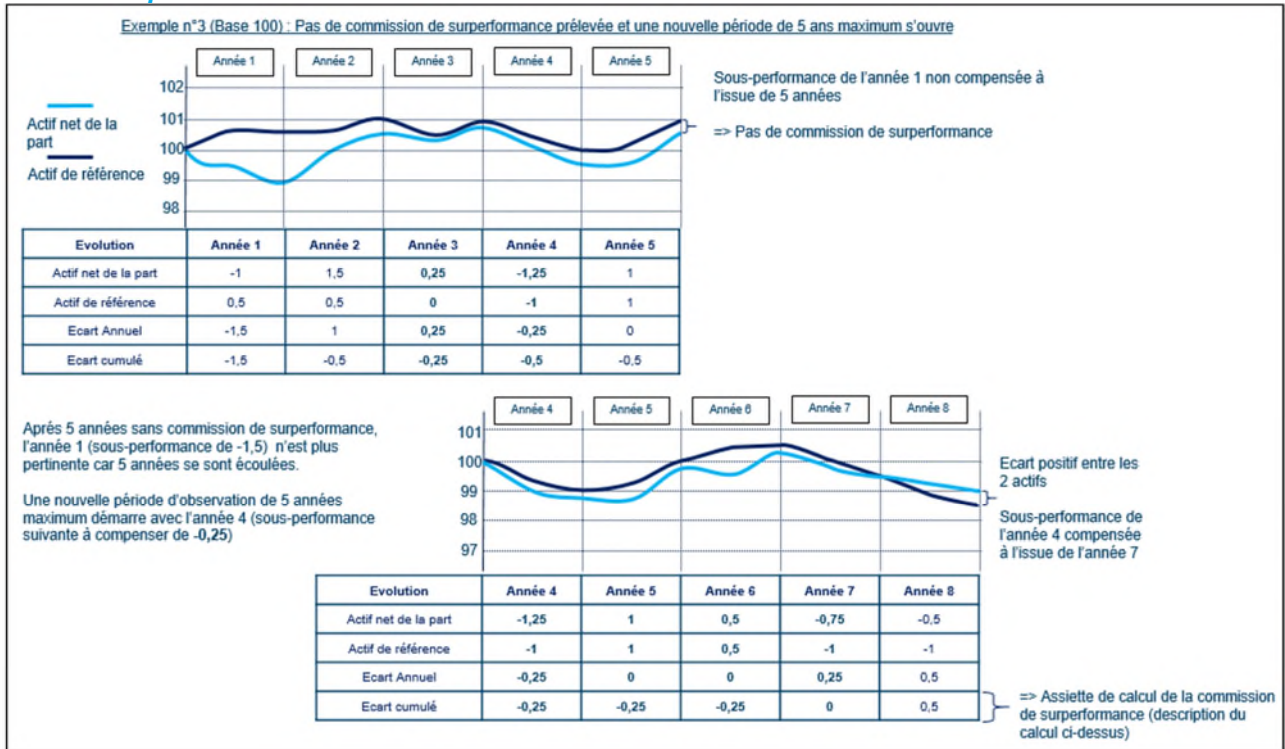 Exemple n°3 (Base 100) : Pas de commission de surperformance prélevée et une nouvelle période de 5 ans maximum s'ouvre
Année 1 Année 2 Année 3 Année 4 Année 5
102
101
100
99
98
Actif net de la
part
Actif de référence
Sous-performance de l'année 1 non compensée à
l'issue de 5 années
=> Pas de commission de surperformance
Evolution Année 1 Année 2 Année 3 Année 4 Année 5
Actif net de la part -1 1,5 0,25 -1,25 1
Actif de référence 0,5 0,5 0 -1 1
Ecart Annuel -1,5 1 0,25 -0,25 0
Ecart cumulé -1,5 -0,5 -0,25 -0,5 -0,5
Aprés 5 années sans commission de surperformance,
l'année 1 (sous-performance de -1,5) n'est plus
pertinente car 5 années se sont écoulées.
Une nouvelle période d'observation de 5 années
maximum démarre avec l'année 4 (sous-performance
suivante à compenser de -0,25)
Année 4 Année 5 Année 6 Année 7 Année 8
101
100
99
98
97
Ecart positif entre les
2 actifs
Sous-performance de
l'année 4 compensée
à l'issue de l'année 7
Evolution Année 4 Année 5 Année 6 Année 7 Année 8
Actif net de la part -1,25 1 0,5 -0,75 -0,5
Actif de référence -1 1 0,5 -1 -1
Ecart Annuel -0,25 0 0 0,25 0,5
Ecart cumulé -0,25 -0,25 -0,25 0 0,5
=> Assiette de calcul de la commission
de surperformance (description du
calcul ci-dessus)